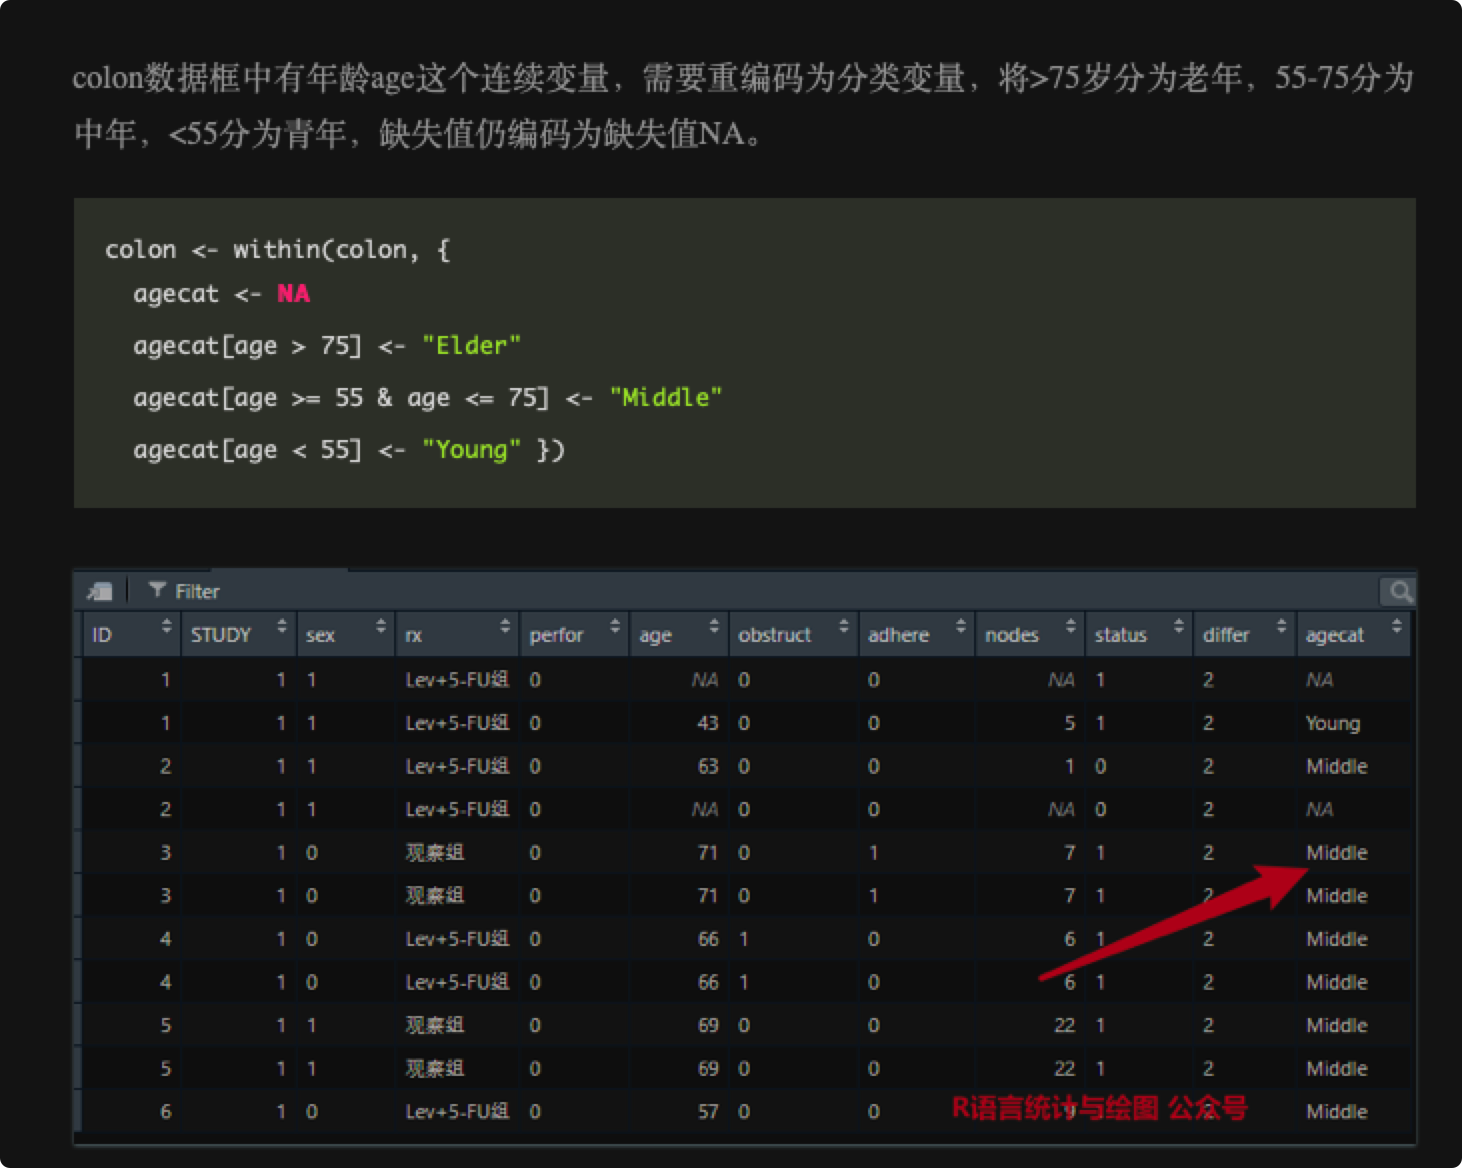 colon数据框中有年龄age这个连续变量，需要重编码为分类变量，将>75岁分为老年，55-75分为
中年，<55分为青年，缺失值仍编码为缺失值NA。
colon <- within(colon, {
agecat <- NA
agecat[age > 75] <- "Elder"
agecat[age >= 55 & age <= 75] <- "Middle"
agecat[age < 55] <- "Young" })
Filter
ID STUDY sex rx perfor age obstruct adhere nodes status differ agecat
1 1 1 Lev+5-FU组 0 NA 0 0 NA 1 2 NA
1 1 1 Lev+5-FU组 0 43 0 0 5 1 2 Young
2 1 1 Lev+5-FU组 0 63 0 0 1 0 2 Middle
2 1 1 Lev+5-FU组 0 NA 0 0 NA 0 2 NA
3 1 0 观察组 0 71 0 1 7 1 2 Middle
3 1 0 观察组 0 71 0 1 7 1 2 Middle
4 1 0 Lev+5-FU组 0 66 1 0 6 1 2 Middle
4 1 0 Lev+5-FU组 0 66 1 0 6 1 2 Middle
5 1 1 观察组 0 69 0 0 22 1 2 Middle
5 1 1 观察组 0 69 0 0 22 1 2 Middle
6 1 0 Lev+5-FU组 0 57 0 0 9 2 Middle
R语言统计与绘图 公众号